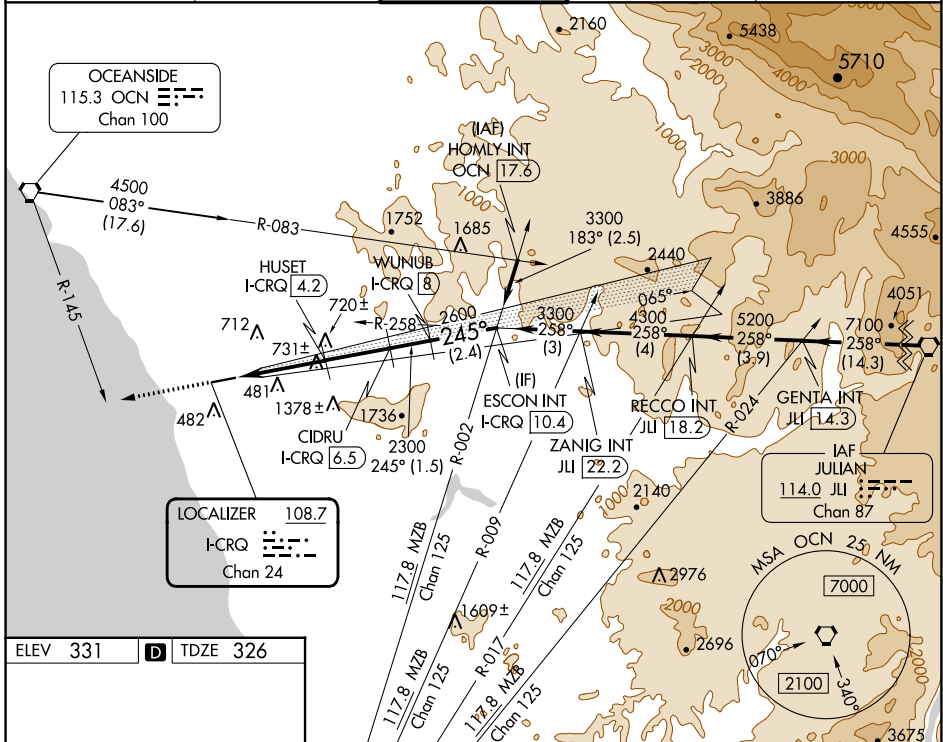 2160
5438
5710
3000
2000
4000
5000
OCEANSIDE
115.3 OCN
Chan 100
(IAF)
HOMLY INT
OCN 17.6
1000
1000
3000
4500
083°
(17.6)
R-083
1752
1685
3300
183° (2.5)
3886
4555
2440
R-145
HUSET
I-CRQ 4.2
WUNUB
I-CRQ 8
720±
R-258
712
731±
2600
245°
(2.4)
3300
258°
(3)
065°
4300
258°
(4)
5200
258°
(3.9)
4051
7100
258°
(14.3)
481
482
1378±
1736
CIDRU
I-CRQ 6.5
2300
245° (1.5)
(IF)
ESCON INT
I-CRQ 10.4
ZANIG INT
JLI 22.2
RECCO INT
JLI 18.2
GENTA INT
JLI 14.3
R-002
R-009
R-024
R-017
IAF
JULIAN
114.0 JLI
Chan 87
LOCALIZER 108.7
I-CRQ
Chan 24
1000
2140
2976
2000
2696
1609±
117.8 MZB
Chan 125
117.8 MZB
Chan 125
117.8 MZB
Chan 125
117.8 MZB
Chan 125
MSA OCN 25 NM
7000
070°
340°
2100
2000
3675
ELEV 331 D TDZE 326